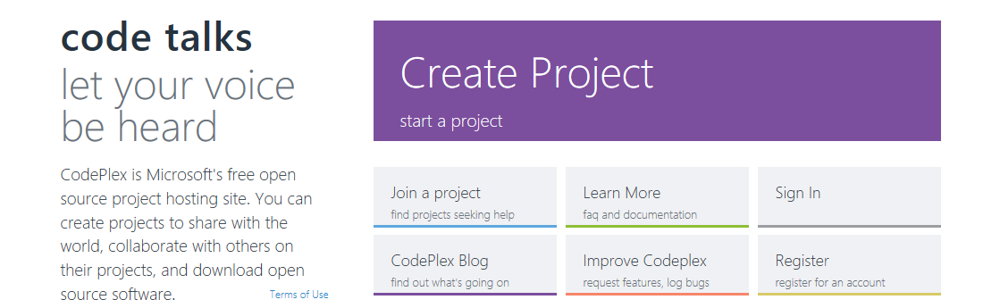 code talks
let your voice
be heard
CodePlex is Microsoft's free open
source project hosting site. You can
create projects to share with the
world, collaborate with others on
their projects, and download open
source software.
Terms of Use
Create Project
start a project
Join a project
find projects seeking help
Learn More
faq and documentation
Sign In
CodePlex Blog
find out what's going on
Improve Codeplex
request features, log bugs
Register
register for an account